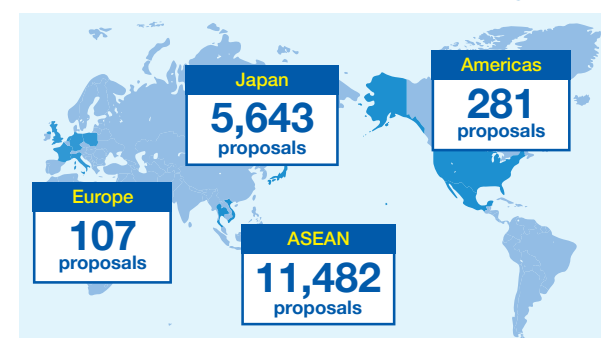 Japan
5,643
proposals
Americas
281
proposals
Europe
107
proposals
ASEAN
11,482
proposals